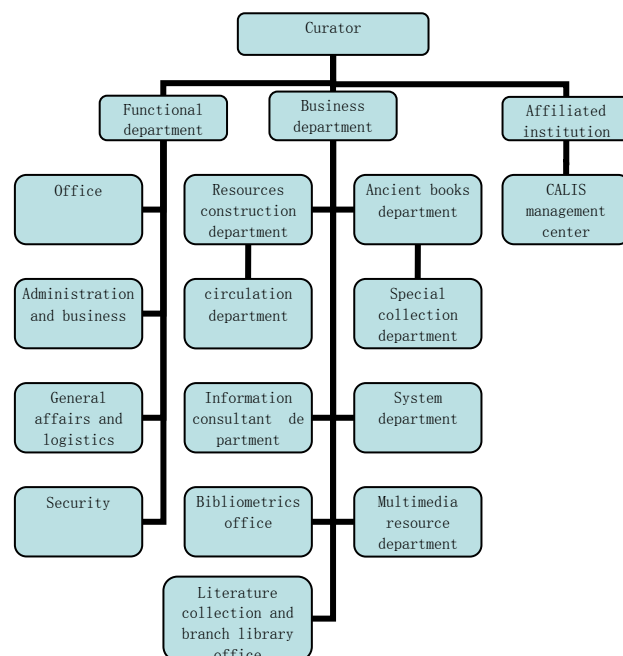 Curator
Functional
department
Business
department
Affiliated
institution
Office
Resources
construction
department
Ancient books
department
CALIS
management
center
Administration
and business
circulation
department
Special
collection
department
General
affairs and
logistics
Information
consultant de
partment
System
department
Security
Bibliometrics
office
Multimedia
resource
department
Literature
collection and
branch library
office